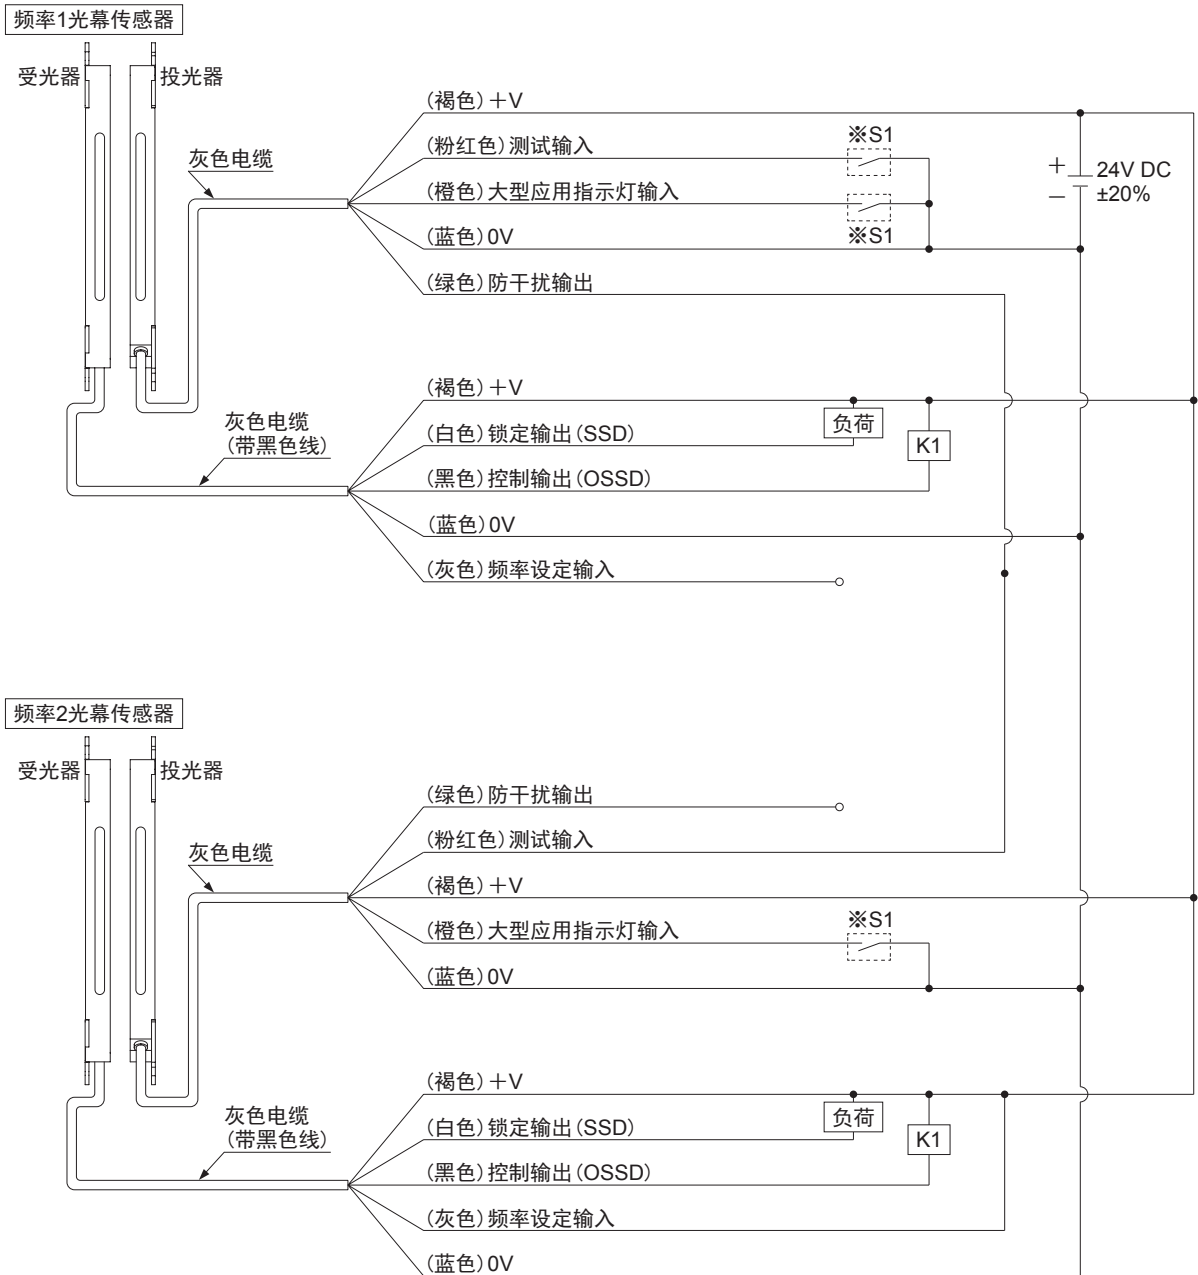 频率1光幕传感器
受光器
投光器
灰色电缆
(褐色)＋V
(粉红色)测试输入
※S1
(橙色)大型应用指示灯输入
※S1
(蓝色)0V
(绿色)防干扰输出
＋
－
24V DC
±20%
灰色电缆
(带黑色线)
(褐色)＋V
负荷
K1
(白色)锁定输出(SSD)
(黑色)控制输出(OSSD)
(蓝色)0V
(灰色)频率设定输入
频率2光幕传感器
受光器
投光器
灰色电缆
(绿色)防干扰输出
(粉红色)测试输入
(褐色)＋V
(橙色)大型应用指示灯输入
※S1
(蓝色)0V
灰色电缆
(带黑色线)
(褐色)＋V
负荷
K1
(白色)锁定输出(SSD)
(黑色)控制输出(OSSD)
(灰色)频率设定输入
(蓝色)0V